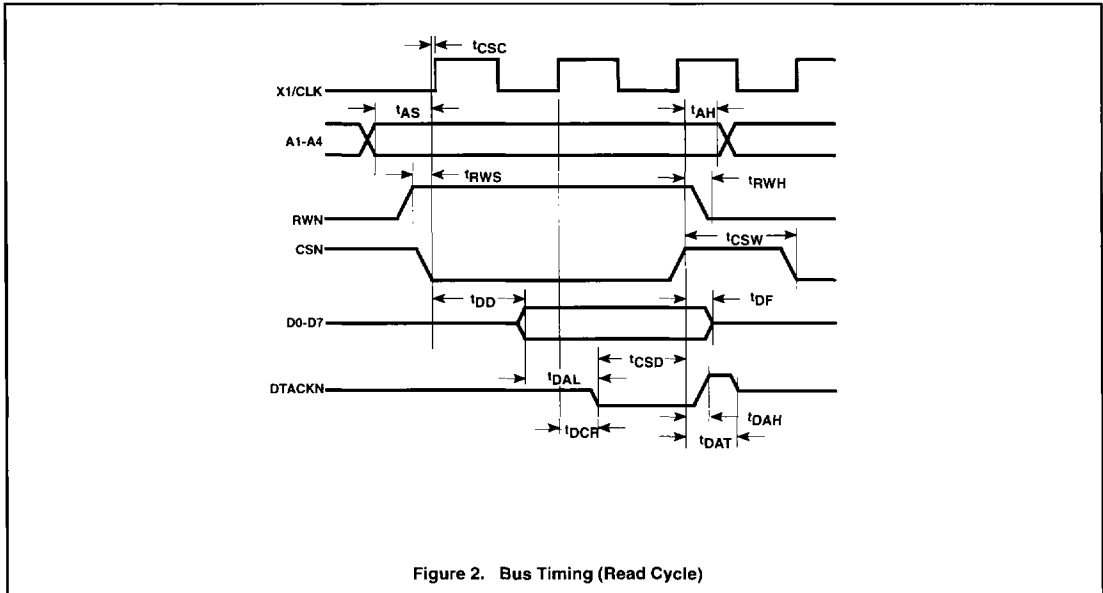 tCSC
X1/CLK
tAS
tAH
A1-A4
tRWS
tRWH
RWN
tCSW
CSN
tDD
tDF
D0-D7
tCSD
tDAL
DTACKN
tDAH
tDCR
tDAT
Figure 2. Bus Timing (Read Cycle)